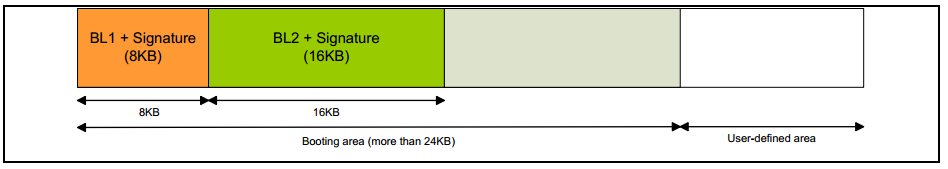 BL1 + Signature
(8KB)
BL2 + Signature
(16KB)
8KB
16KB
Booting area (more than 24KB)
User-defined area